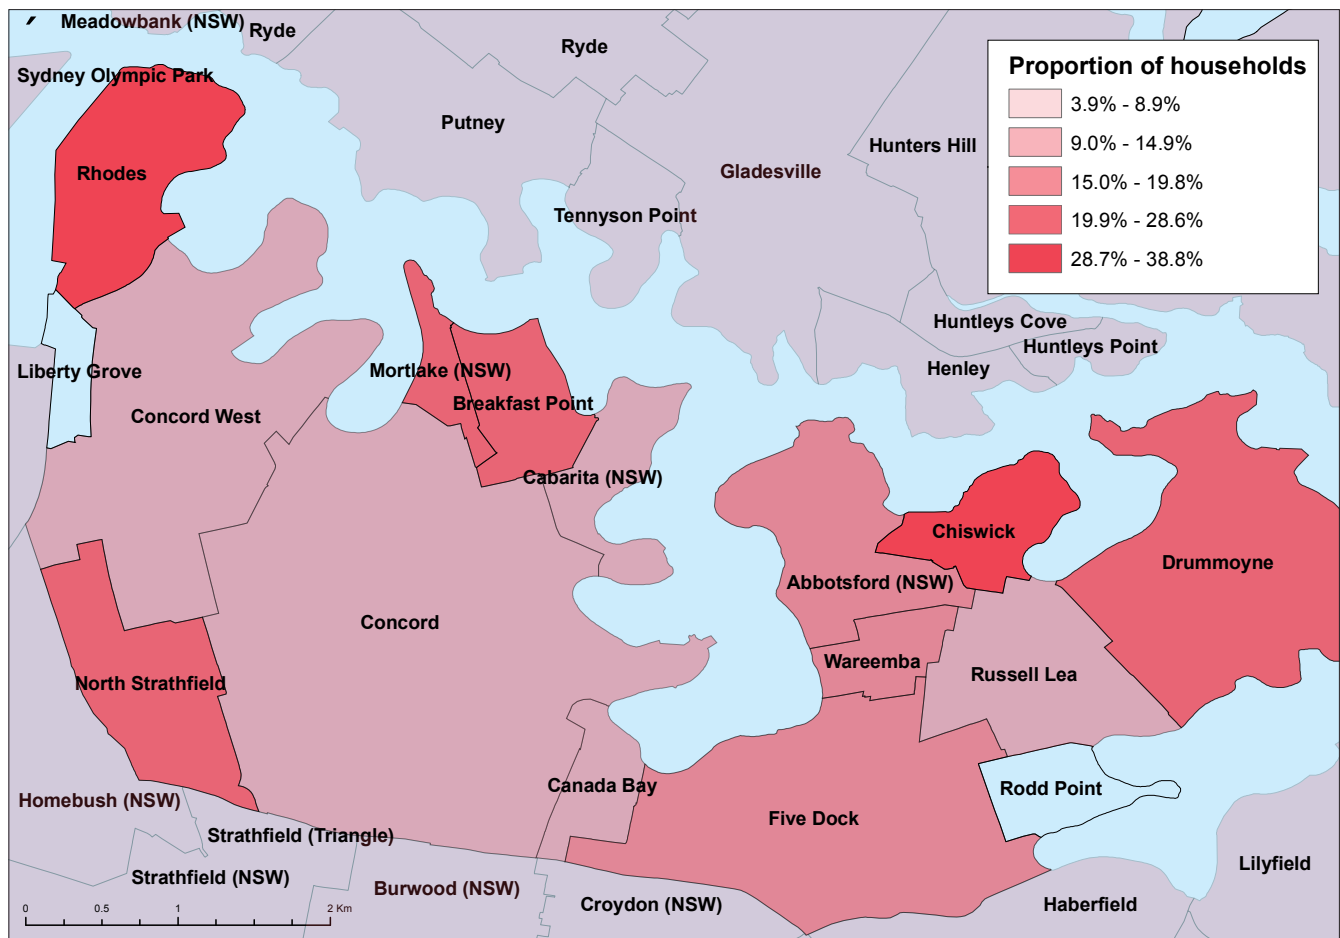 Meadowbank (NSW)
Ryde
Ryde
Sydney Olympic Park
Putney
Rhodes
Gladesville
Hunters Hill
Tennyson Point
Proportion of households
3.9% - 8.9%
9.0% - 14.9%
15.0% - 19.8%
19.9% - 28.6%
28.7% - 38.8%
Huntleys Cove
Huntleys Point
Henley
Liberty Grove
Mortlake (NSW)
Concord West
Breakfast Point
Cabarita (NSW)
Chiswick
Drummoyne
Abbotsford (NSW)
Concord
Wareemba
Russell Lea
North Strathfield
Canada Bay
Rodd Point
Homebush (NSW)
Five Dock
Strathfield (Triangle)
Lilyfield
Strathfield (NSW)
Burwood (NSW)
Croydon (NSW)
Haberfield
0 0.5 1 2 Km